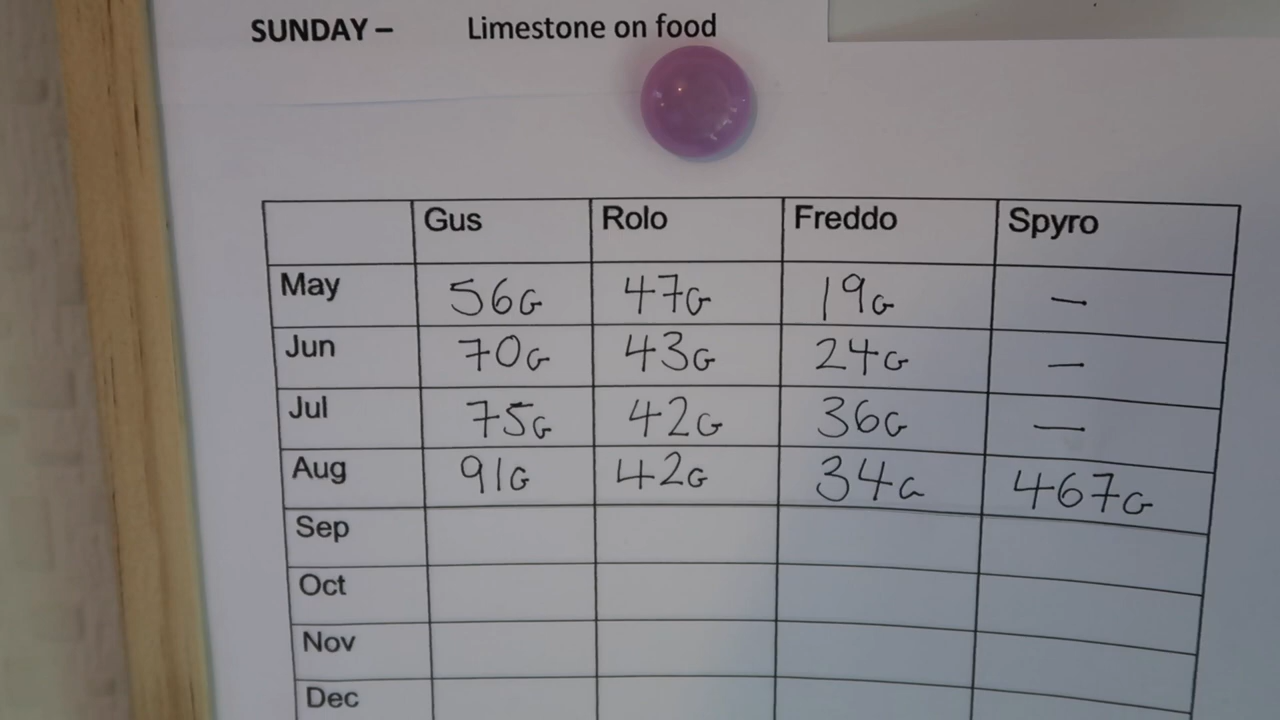 SUNDAY – Limestone on food
Gus Rolo Freddo Spyro
May 56G 47G 19G —
Jun 70G 43G 24G —
Jul 75G 42G 36G —
Aug 91G 42G 34G 467G
Sep
Oct
Nov
Dec